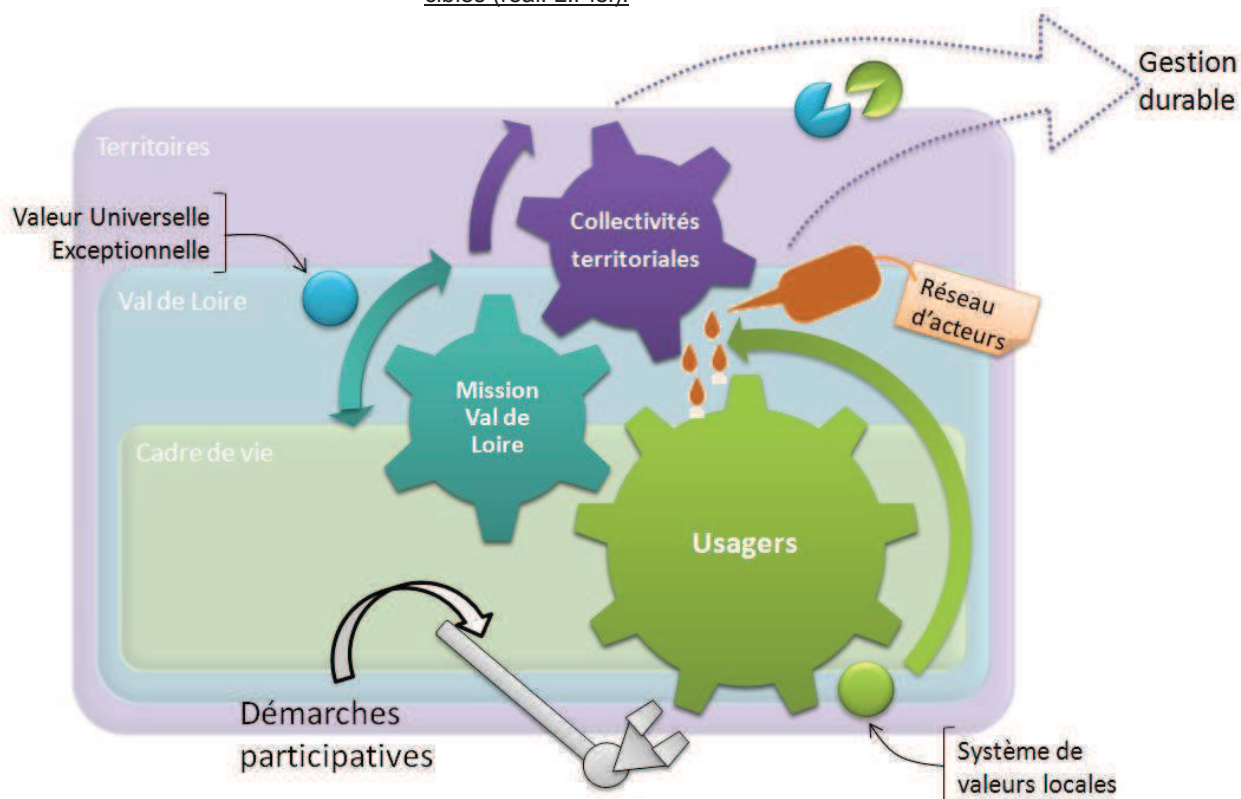 Gestion
durable
Territoires
Valeur Universelle
Exceptionnelle
Collectivités
territoriales
Val de Loire
Réseau
d'acteurs
Mission
Val de
Loire
Cadre de vie
Usagers
Démarches
participatives
Système de
valeurs locales